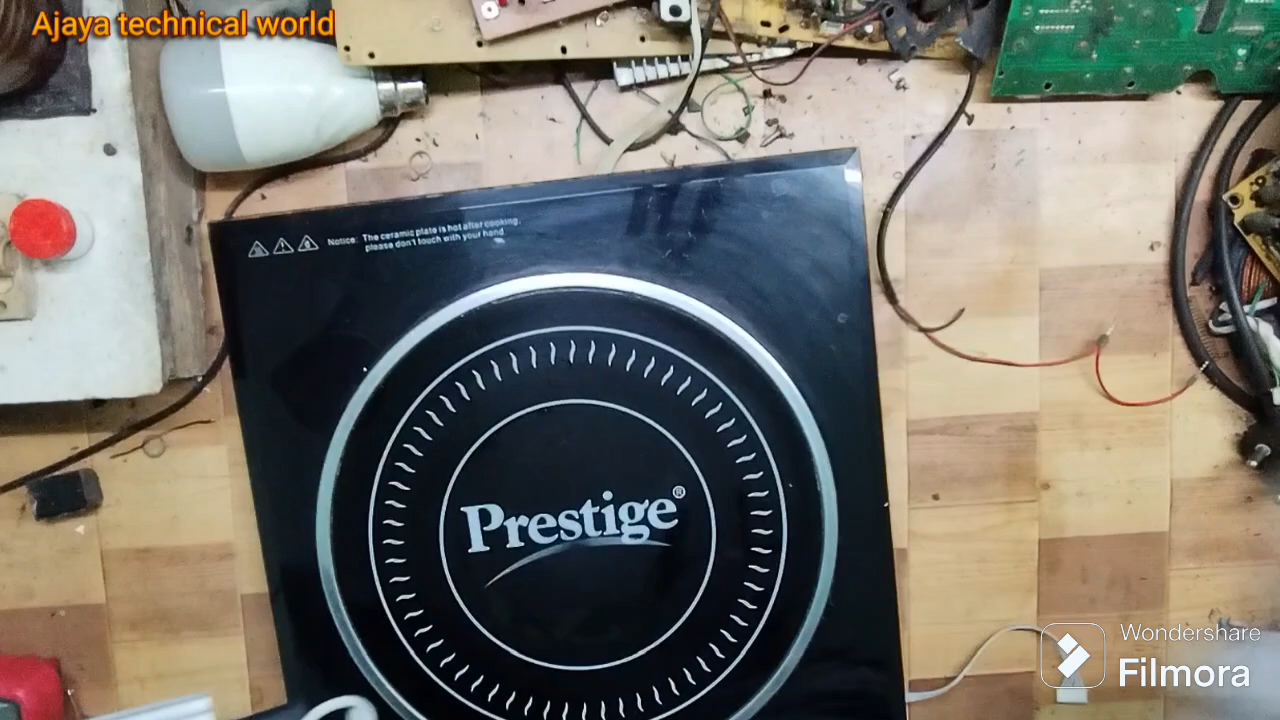 Ajaya technical world
Notice: The ceramic plate is hot after cooking,
please don't touch with your hand
Prestige®
Wondershare
Filmora